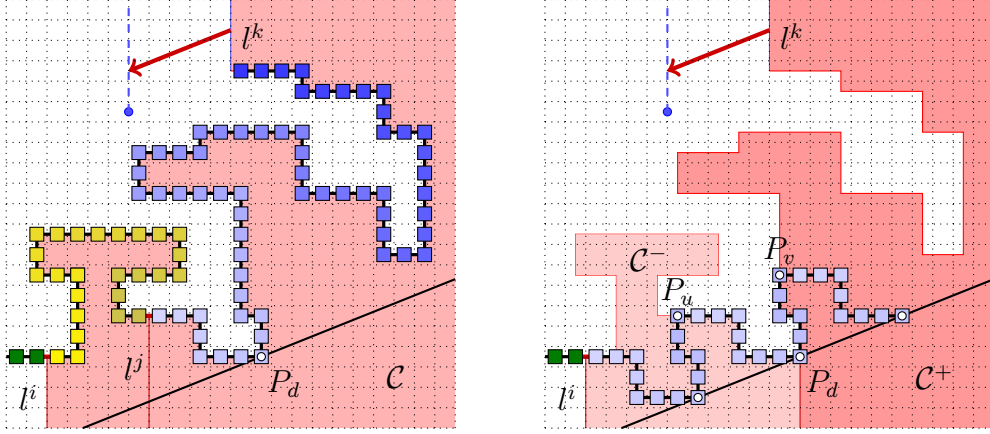 l^k
l^i
l^j
P_d
𝒞
l^k
𝒞^-
P_v
P_u
l^i
P_d
𝒞^+